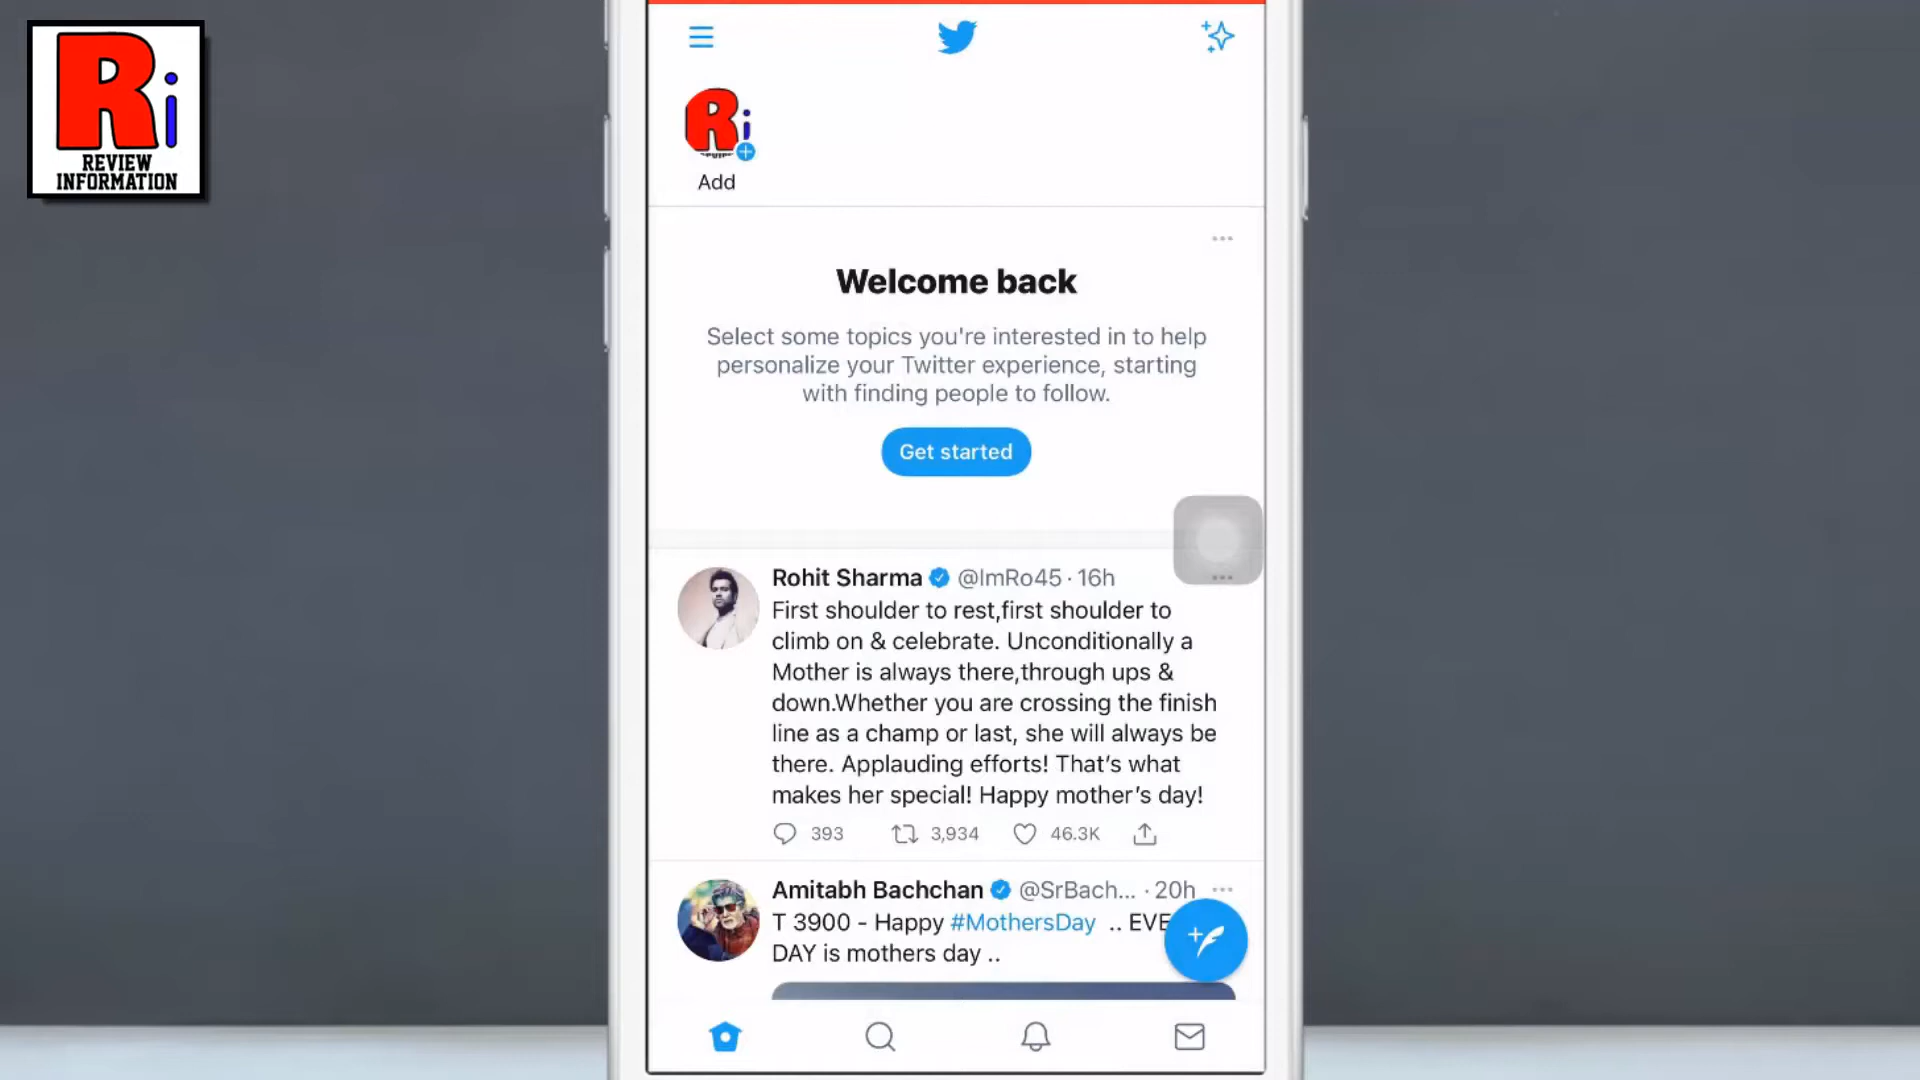 Ri
REVIEW
INFORMATION
Ri
Add
Welcome back
Select some topics you're interested in to help
personalize your Twitter experience, starting
with finding people to follow.
Get started
Rohit Sharma @ImRo45 · 16h
First shoulder to rest,first shoulder to
climb on & celebrate. Unconditionally a
Mother is always there,through ups &
down.Whether you are crossing the finish
line as a champ or last, she will always be
there. Applauding efforts! That's what
makes her special! Happy mother's day!
393 3,934 46.3K
Amitabh Bachchan @SrBach... · 20h
T 3900 - Happy #MothersDay .. EVE
DAY is mothers day ..